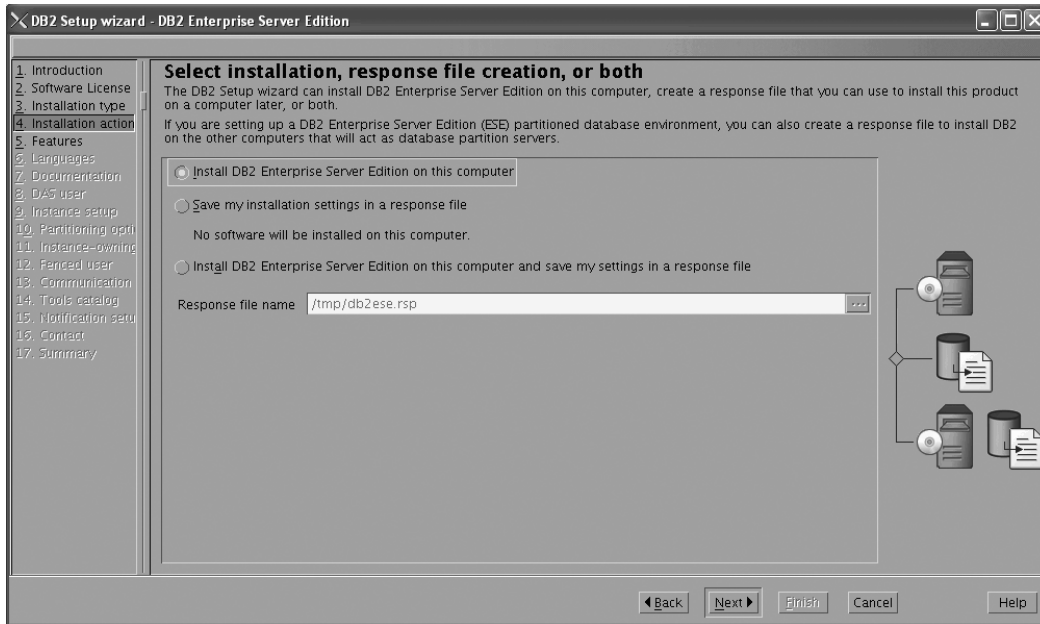 DB2 Setup wizard - DB2 Enterprise Server Edition
1. Introduction
2. Software License
3. Installation type
4. Installation action
5. Features
6. Languages
7. Documentation
8. DAS user
9. Instance setup
10. Partitioning opti
11. Instance-owning
12. Fenced user
13. Communication
14. Tools catalog
15. Notification setu
16. Contact
17. Summary
Select installation, response file creation, or both
The DB2 Setup wizard can install DB2 Enterprise Server Edition on this computer, create a response file that you can use to install this product
on a computer later, or both.
If you are setting up a DB2 Enterprise Server Edition (ESE) partitioned database environment, you can also create a response file to install DB2
on the other computers that will act as database partition servers.
Install DB2 Enterprise Server Edition on this computer
Save my installation settings in a response file
No software will be installed on this computer.
Install DB2 Enterprise Server Edition on this computer and save my settings in a response file
Response file name /tmp/db2ese.rsp ...
Back Next Finish Cancel Help